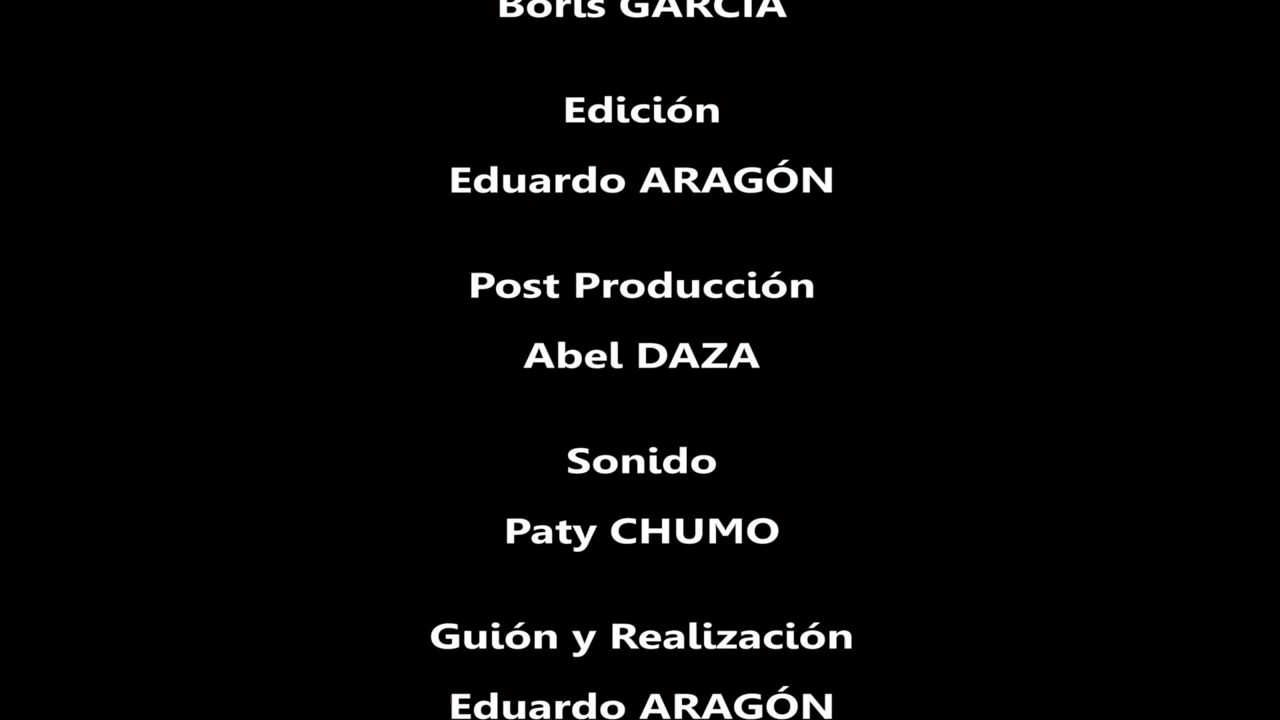 Boris GARCÍA
Edición
Eduardo ARAGÓN
Post Producción
Abel DAZA
Sonido
Paty CHUMO
Guión y Realización
Eduardo ARAGÓN